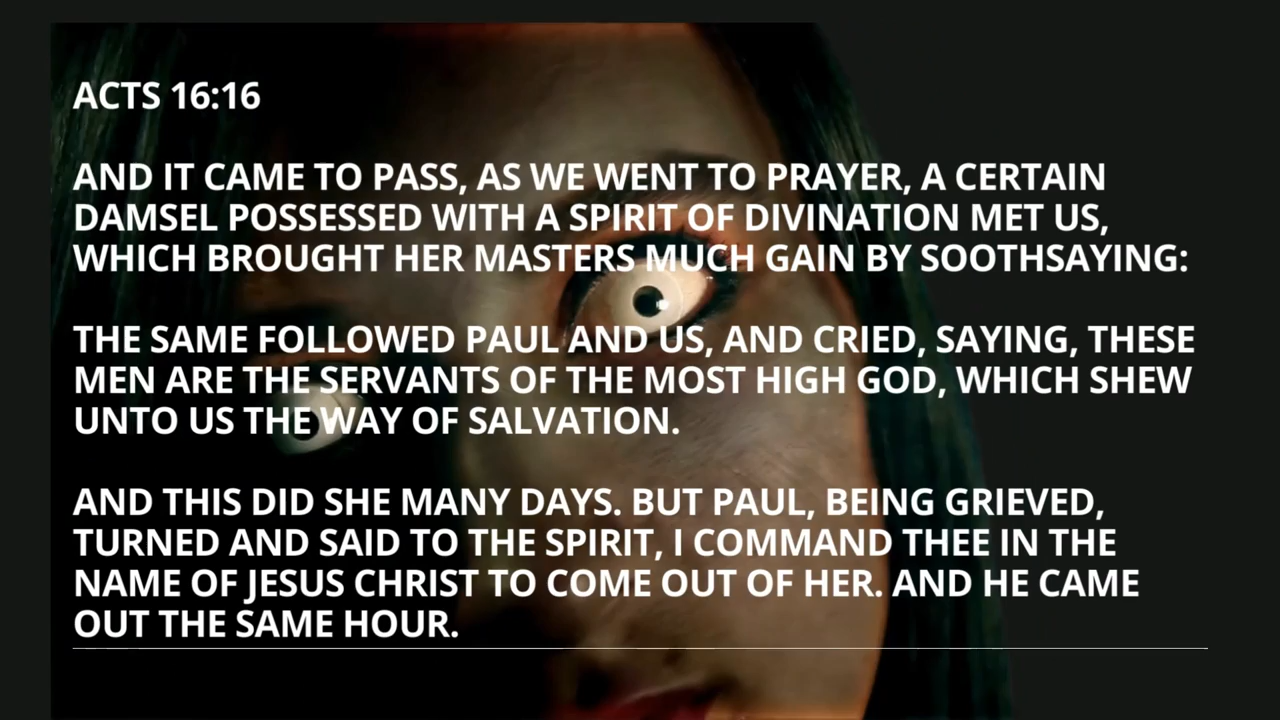 ACTS 16:16
AND IT CAME TO PASS, AS WE WENT TO PRAYER, A CERTAIN
DAMSEL POSSESSED WITH A SPIRIT OF DIVINATION MET US,
WHICH BROUGHT HER MASTERS MUCH GAIN BY SOOTHSAYING:
THE SAME FOLLOWED PAUL AND US, AND CRIED, SAYING, THESE
MEN ARE THE SERVANTS OF THE MOST HIGH GOD, WHICH SHEW
UNTO US THE WAY OF SALVATION.
AND THIS DID SHE MANY DAYS. BUT PAUL, BEING GRIEVED,
TURNED AND SAID TO THE SPIRIT, I COMMAND THEE IN THE
NAME OF JESUS CHRIST TO COME OUT OF HER. AND HE CAME
OUT THE SAME HOUR.